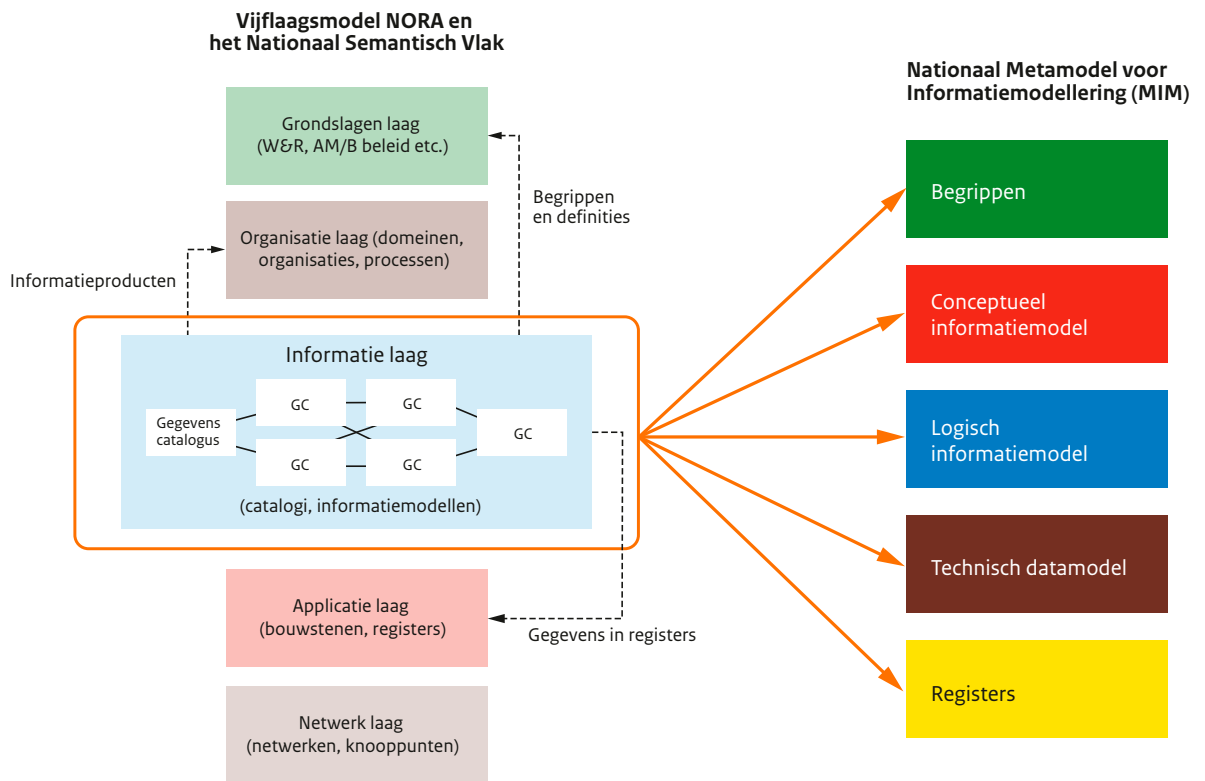 Vijflaagsmodel NORA en
het Nationaal Semantisch Vlak
Grondslagen laag
(W&R, AM/B beleid etc.)
Begrippen
en definities
Organisatie laag (domeinen,
organisaties, processen)
Informatieproducten
Informatie laag
Gegevens
catalogus
GC
GC
GC
GC
GC
(catalogi, informatiemodellen)
Applicatie laag
(bouwstenen, registers)
Gegevens in registers
Netwerk laag
(netwerken, knooppunten)
Nationaal Metamodel voor
Informatiemodellering (MIM)
Begrippen
Conceptueel
informatiemodel
Logisch
informatiemodel
Technisch datamodel
Registers